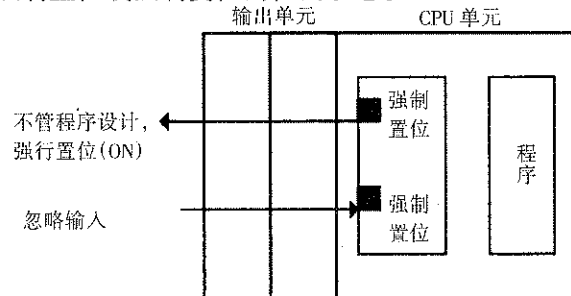 输出单元
CPU 单元
强制
置位
不管程序设计，
强行置位(ON)
程
序
强制
置位
忽略输入